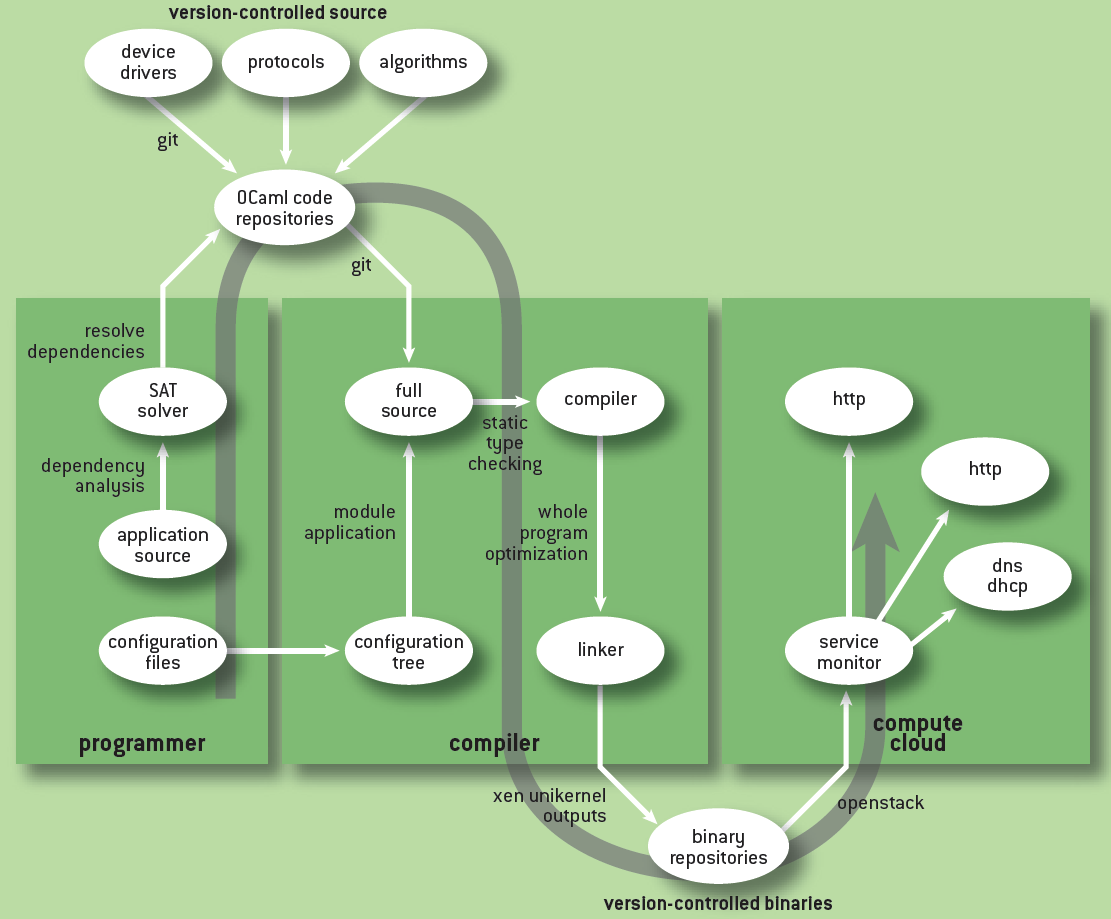 version-controlled source
device
drivers
protocols
algorithms
git
OCaml code
repositories
git
resolve
dependencies
SAT
solver
full
source
compiler
http
static
type
checking
dependency
analysis
http
module
application
whole
program
optimization
application
source
dns
dhcp
configuration
files
configuration
tree
linker
service
monitor
programmer
compiler
compute
cloud
xen unikernel
outputs
openstack
binary
repositories
version-controlled binaries